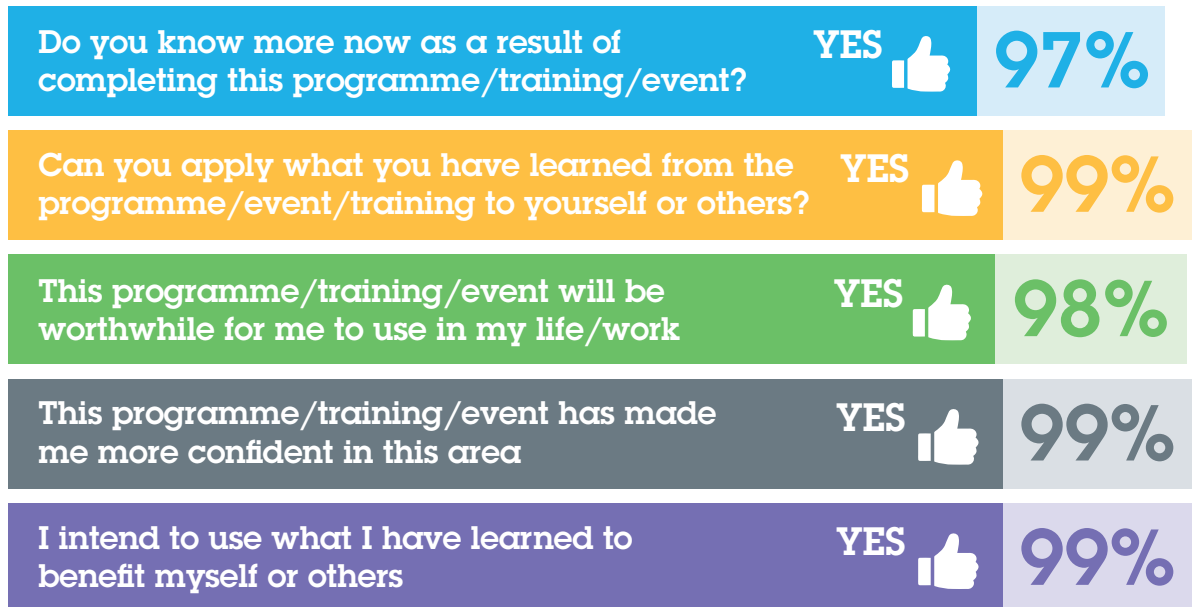 Do you know more now as a result of
completing this programme/training/event?
YES
97%
Can you apply what you have learned from the
programme/event/training to yourself or others?
YES
99%
This programme/training/event will be
worthwhile for me to use in my life/work
YES
98%
This programme/training/event has made
me more confident in this area
YES
99%
I intend to use what I have learned to
benefit myself or others
YES
99%